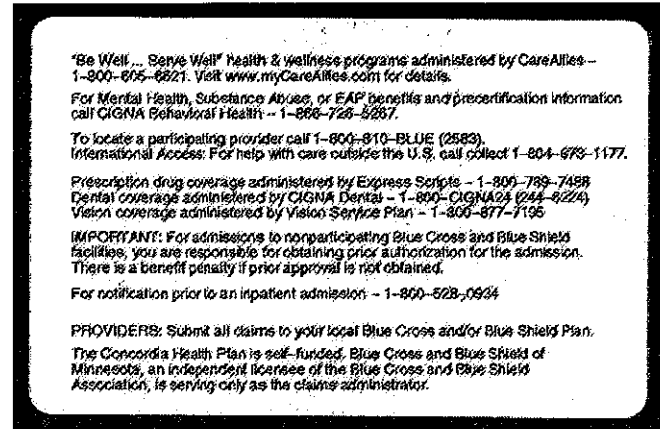 "Be Well ... Serve Well" health & wellness programs administered by CareAllies –
1–800–605–6621. Visit www.myCareAllies.com for details.
For Mental Health, Substance Abuse, or EAP benefits and precertification information
call CIGNA Behavioral Health – 1–866–726–5267.
To locate a participating provider call 1–800–810–BLUE (2583).
International Access: For help with care outside the U.S. call collect 1–804–673–1177.
Prescription drug coverage administered by Express Scripts – 1–800–789–7488
Dental coverage administered by CIGNA Dental – 1–800–CIGNA24 (244–6224)
Vision coverage administered by Vision Service Plan – 1–800–877–7195
IMPORTANT: For admissions to nonparticipating Blue Cross and Blue Shield
facilities, you are responsible for obtaining prior authorization for the admission.
There is a benefit penalty if prior approval is not obtained.
For notification prior to an inpatient admission – 1–800–528–0934
PROVIDERS: Submit all claims to your local Blue Cross and/or Blue Shield Plan.
The Concordia Health Plan is self–funded. Blue Cross and Blue Shield of
Minnesota, an independent licensee of the Blue Cross and Blue Shield
Association, is serving only as the claims administrator.